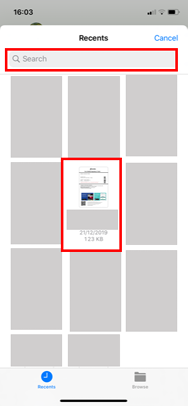 16:03
Recents
Cancel
Search
21/12/2019
123 KB
Recents
Browse